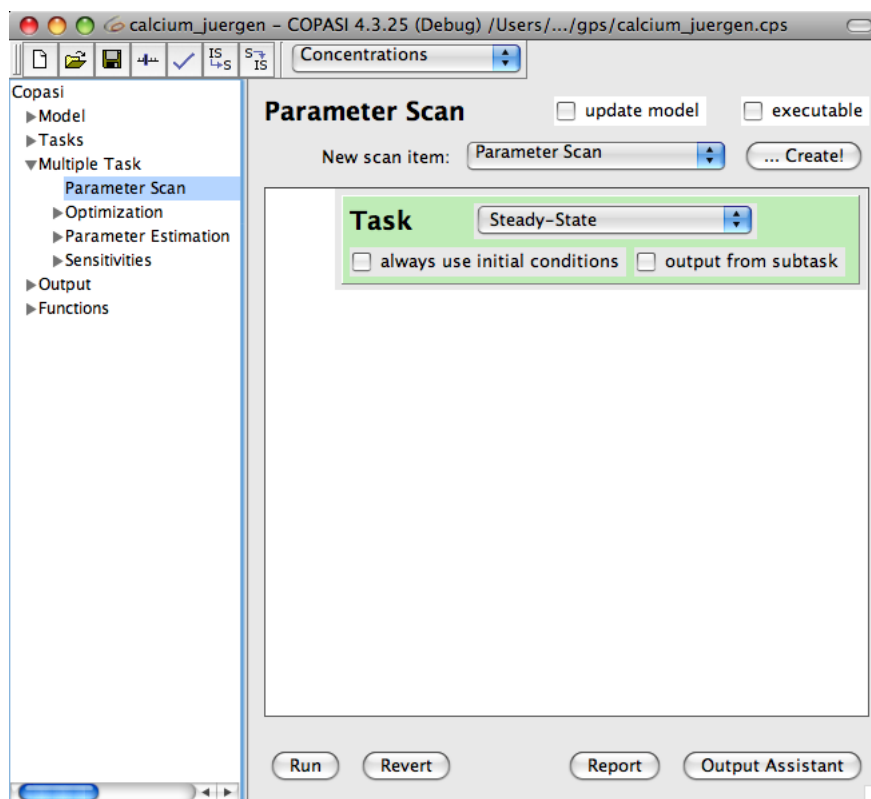 calcium_juergen – COPASI 4.3.25 (Debug) /Users/.../gps/calcium_juergen.cps
IS S S IS Concentrations
Copasi
Model
Tasks
Multiple Task
Parameter Scan
Optimization
Parameter Estimation
Sensitivities
Output
Functions
Parameter Scan update model executable
New scan item: Parameter Scan ... Create!
Task Steady-State
always use initial conditions output from subtask
Run Revert Report Output Assistant